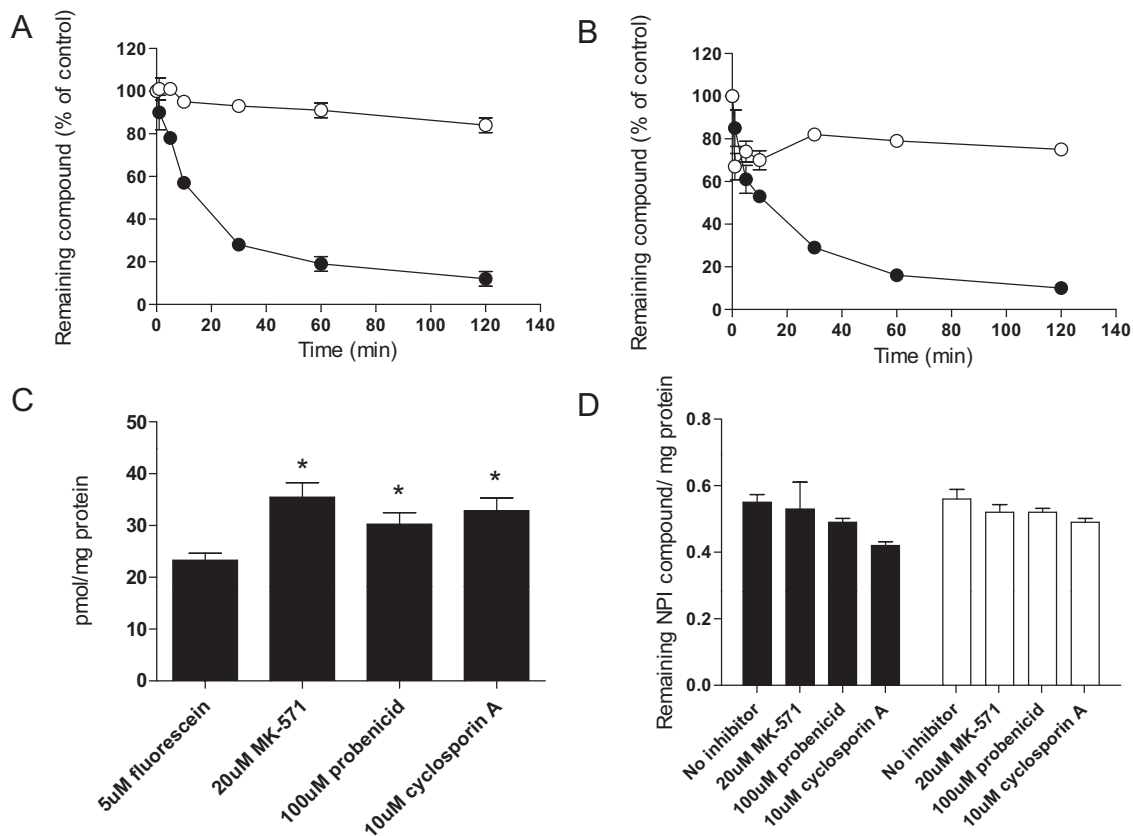 A
Remaining compound (% of control)
120
100
80
60
40
20
0
0 20 40 60 80 100 120 140
Time (min)
B
Remaining compound (% of control)
120
100
80
60
40
20
0
0 20 40 60 80 100 120 140
Time (min)
C
pmol/mg protein
50
40
30
20
10
0
* * *
5uM fluorescein
20uM MK-571
100uM probenicid
10uM cyclosporin A
D
Remaining NPI compound/ mg protein
0.8
0.6
0.4
0.2
0.0
No inhibitor
20uM MK-571
100uM probenicid
10uM cyclosporin A
No inhibitor
20uM MK-571
100uM probenicid
10uM cyclosporin A